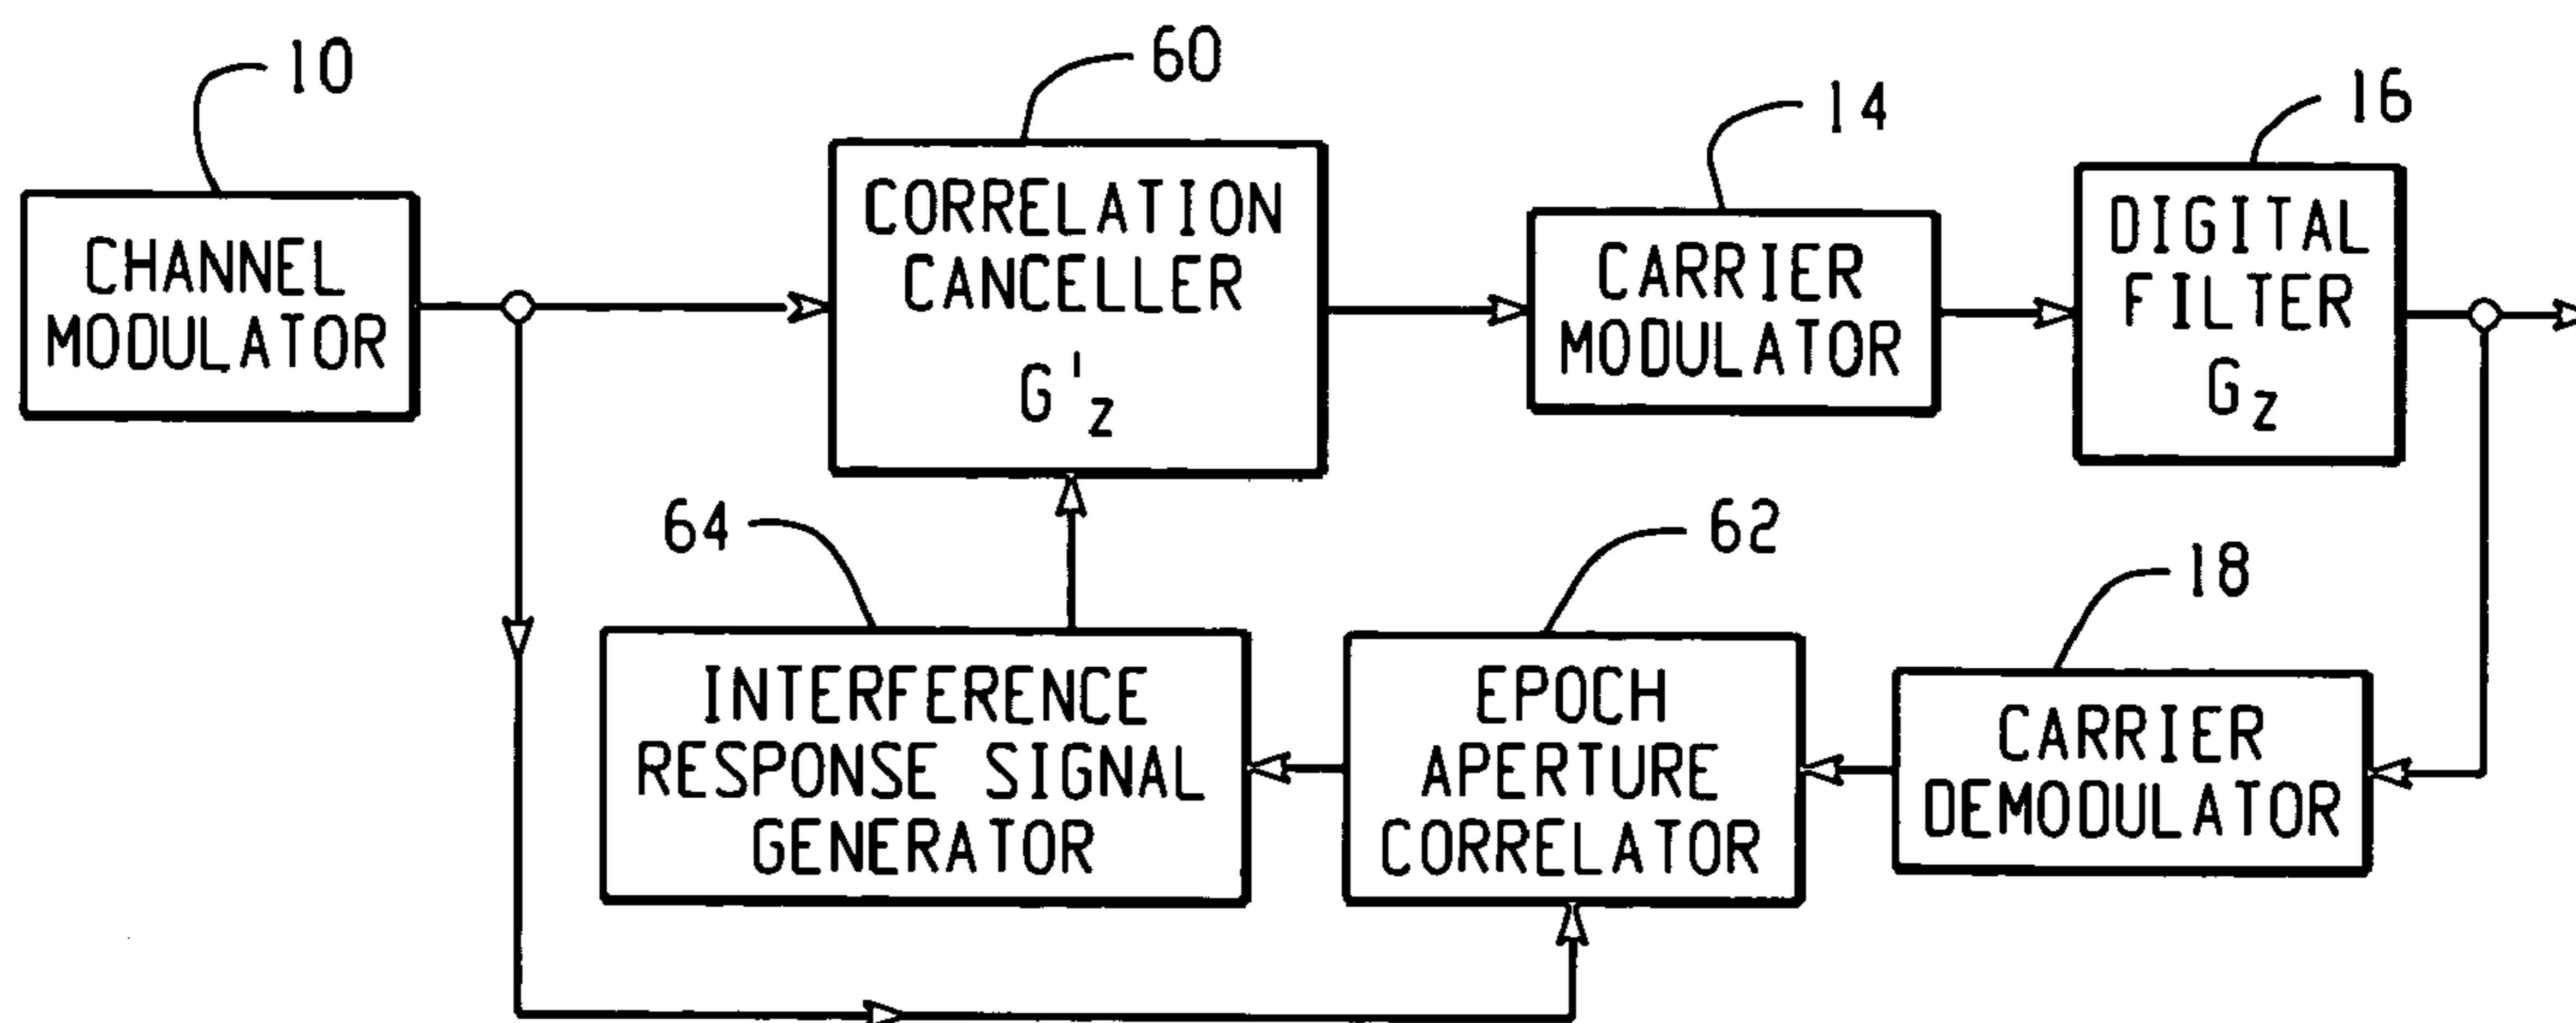 10
60
14
16
CHANNEL
MODULATOR
CORRELATION
CANCELLER
G'z
CARRIER
MODULATOR
DIGITAL
FILTER
Gz
64
62
18
INTERFERENCE
RESPONSE SIGNAL
GENERATOR
EPOCH
APERTURE
CORRELATOR
CARRIER
DEMODULATOR